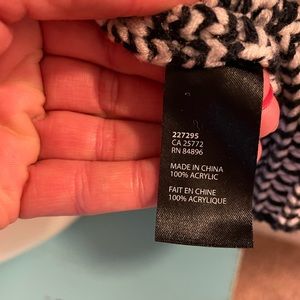 227295
CA 25772
RN 84896
MADE IN CHINA
100% ACRYLIC
FAIT EN CHINE
100% ACRYLIQUE